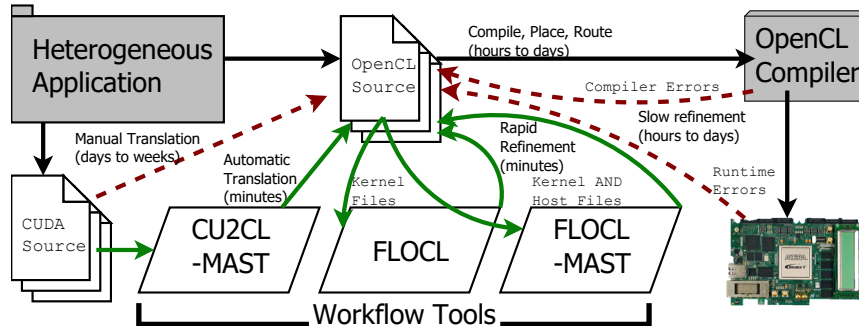 Heterogeneous
Application
OpenCL
Source
Compile, Place, Route
(hours to days)
OpenCL
Compiler
Compiler Errors
Slow refinement
(hours to days)
Manual Translation
(days to weeks)
Automatic
Translation
(minutes)
Rapid
Refinement
(minutes)
Runtime
Errors
Kernel
Files
Kernel AND
Host Files
CUDA
Source
CU2CL
-MAST
FLOCL
FLOCL
-MAST
Workflow Tools